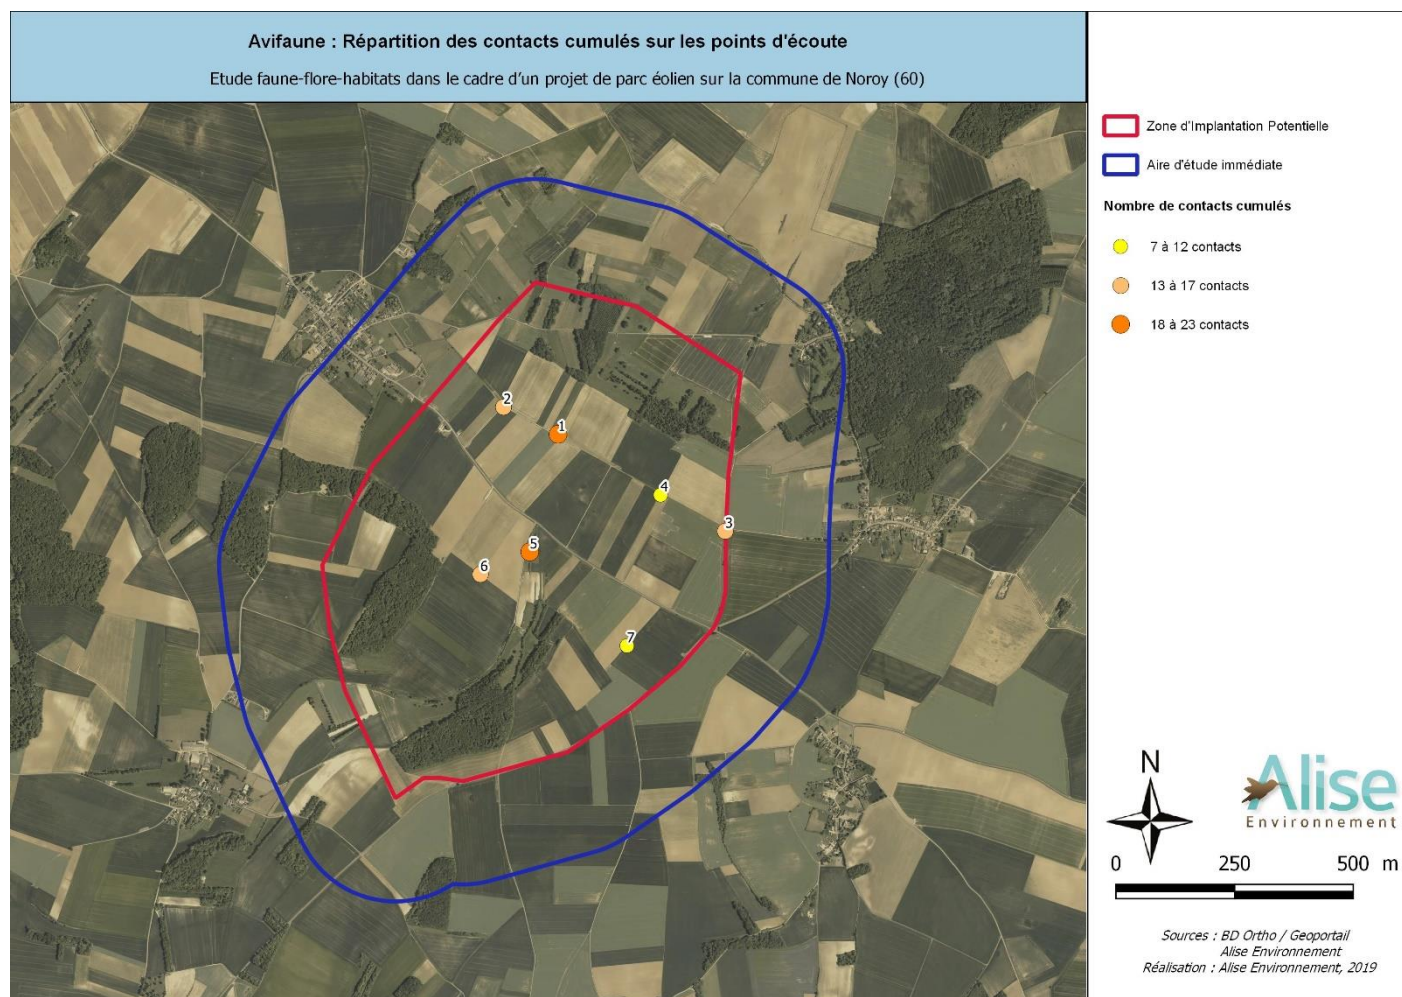 Avifaune : Répartition des contacts cumulés sur les points d'écoute
Etude faune-flore-habitats dans le cadre d'un projet de parc éolien sur la commune de Noroy (60)
Zone d'Implantation Potentielle
Aire d'étude immédiate
Nombre de contacts cumulés
7 à 12 contacts
13 à 17 contacts
18 à 23 contacts
2
1
4
3
5
6
7
N
Alise
Environnement
0 250 500 m
Sources : BD Ortho / Geoportail
Alise Environnement
Réalisation : Alise Environnement, 2019